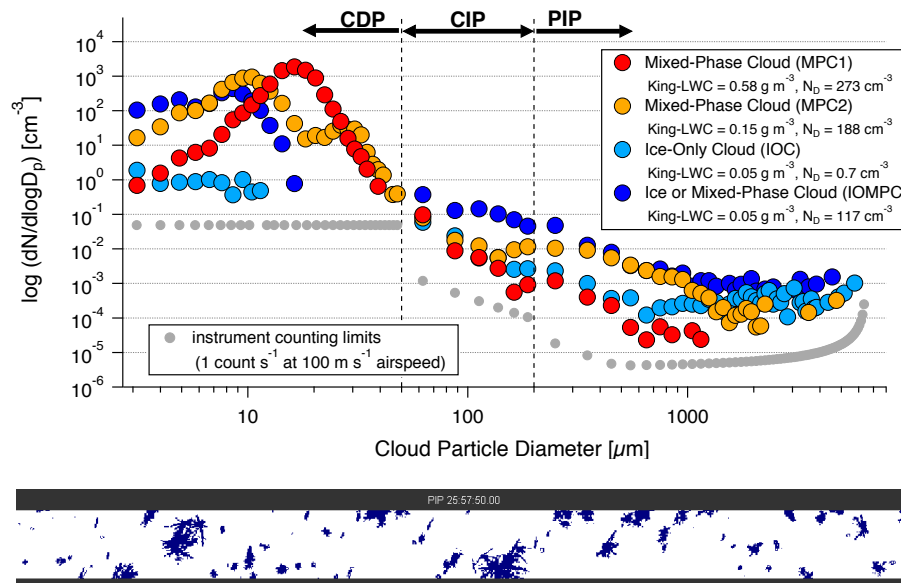 CDP CIP PIP
10^4
10^3
10^2
10^1
10^0
10^-1
10^-2
10^-3
10^-4
10^-5
10^-6
log (dN/dlogD_p) [cm^-3]
Mixed-Phase Cloud (MPC1)
King-LWC = 0.58 g m^-3, N_D = 273 cm^-3
Mixed-Phase Cloud (MPC2)
King-LWC = 0.15 g m^-3, N_D = 188 cm^-3
Ice-Only Cloud (IOC)
King-LWC = 0.05 g m^-3, N_D = 0.7 cm^-3
Ice or Mixed-Phase Cloud (IOMPC
King-LWC = 0.05 g m^-3, N_D = 117 cm^-3
instrument counting limits
(1 count s^-1 at 100 m s^-1 airspeed)
10 100 1000
Cloud Particle Diameter [µm]
PIP 25:57:50.00